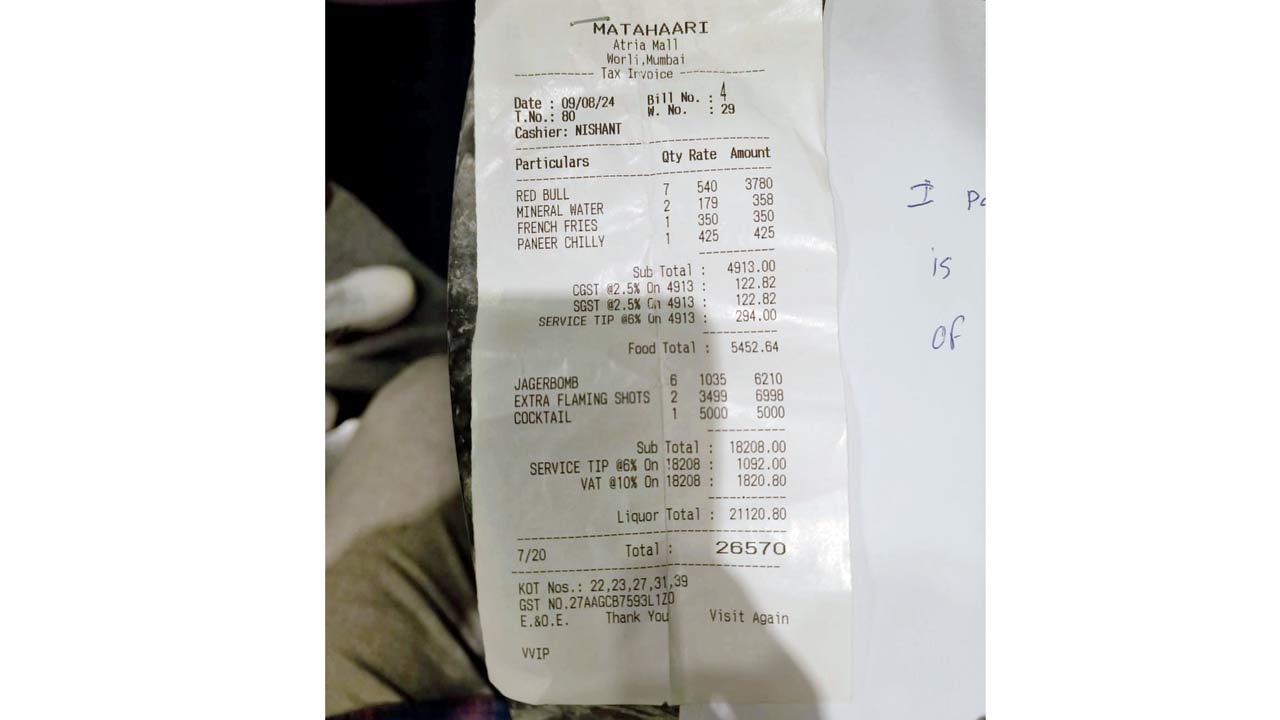 MATAHAARI
Atria Mall
Worli,Mumbai
Tax Invoice
Date : 09/08/24 Bill No. : 4
T.No.: 80 W. No. : 29
Cashier: NISHANT
Particulars Qty Rate Amount
RED BULL 7 540 3780
MINERAL WATER 2 179 358
FRENCH FRIES 1 350 350
PANEER CHILLY 1 425 425
Sub Total : 4913.00
CGST @2.5% On 4913 : 122.82
SGST @2.5% On 4913 : 122.82
SERVICE TIP @6% On 4913 : 294.00
Food Total : 5452.64
JAGERBOMB 6 1035 6210
EXTRA FLAMING SHOTS 2 3499 6998
COCKTAIL 1 5000 5000
Sub Total : 18208.00
SERVICE TIP @6% On 18208 : 1092.00
VAT @10% On 18208 : 1820.80
Liquor Total : 21120.80
7/20 Total : 26570
KOT Nos.: 22,23,27,31,39
GST NO.27AAGCB7593L1ZO
E.&O.E. Thank You Visit Again
VVIP
I
is
of